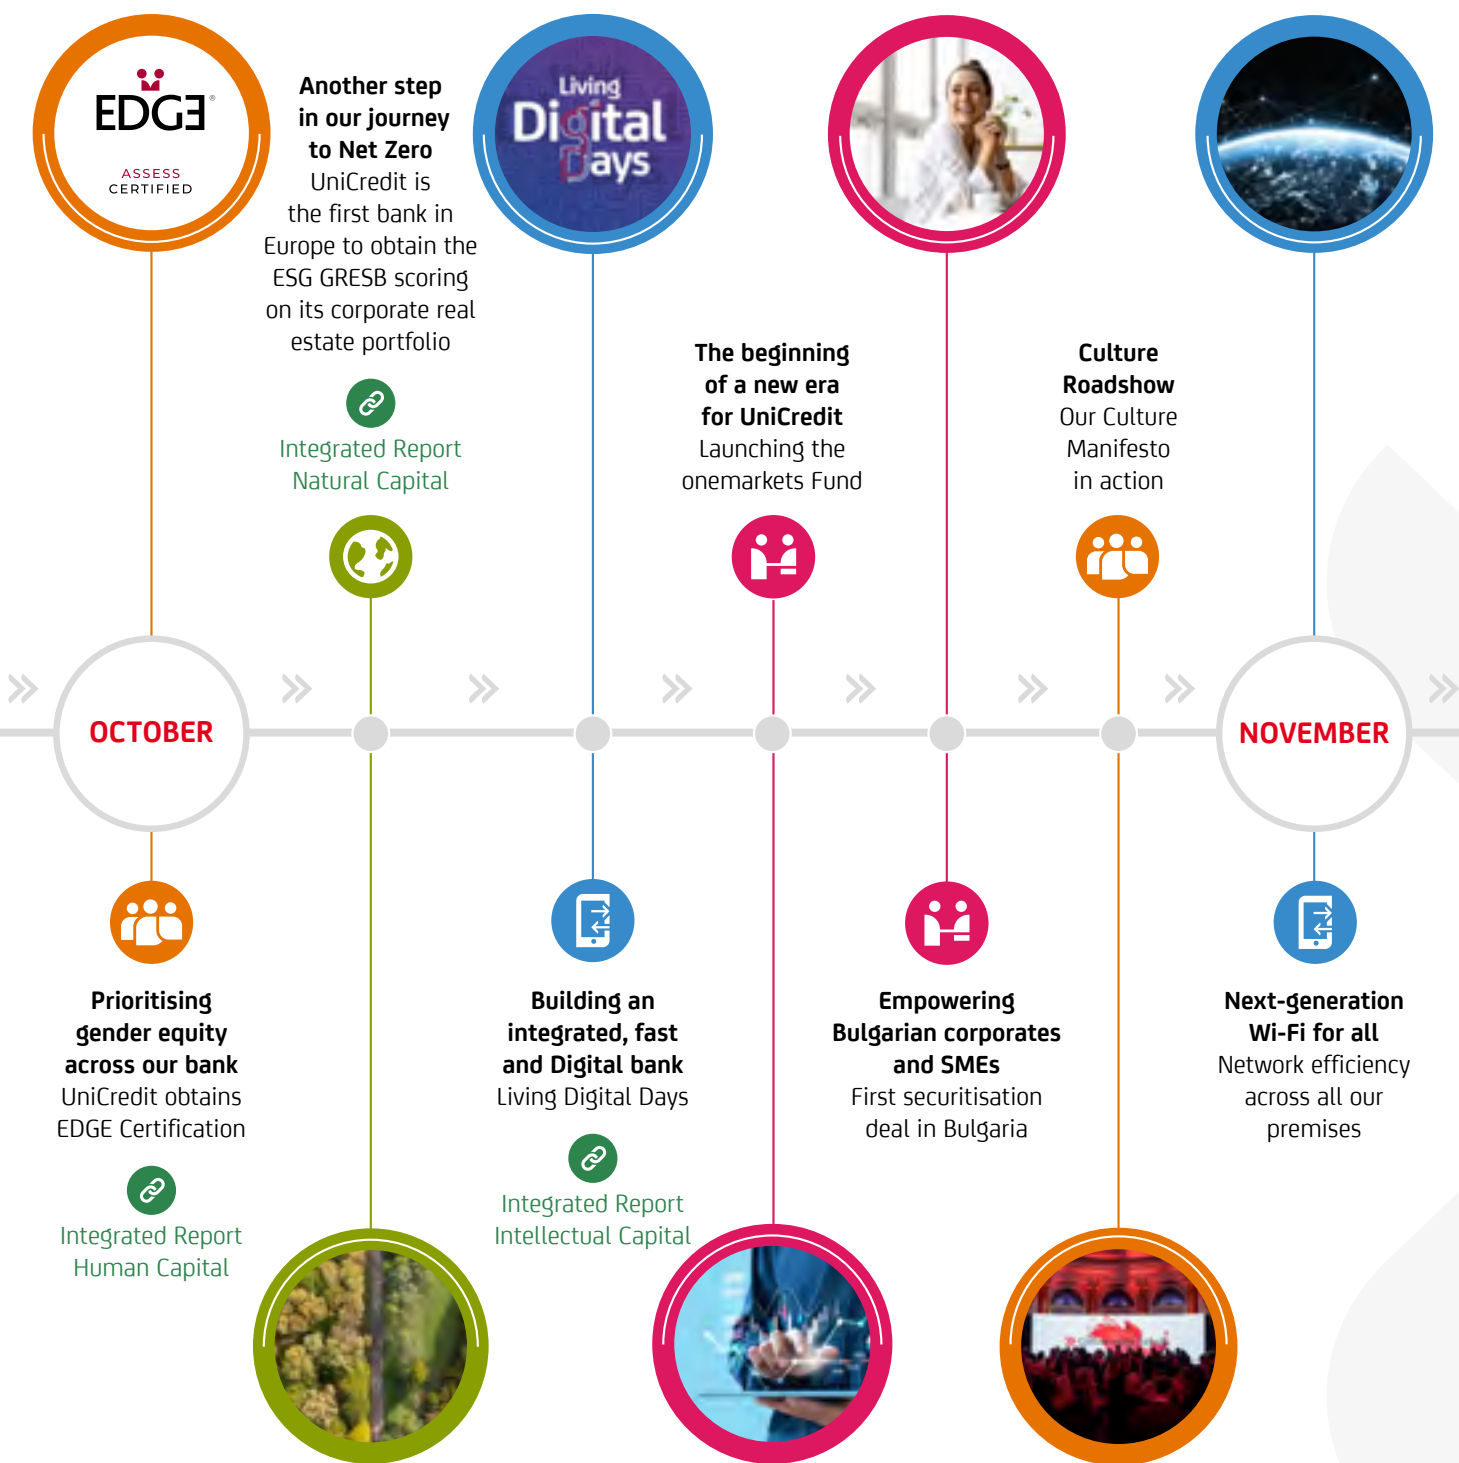 EDGE®
ASSESS
CERTIFIED
Another step
in our journey
to Net Zero
UniCredit is
the first bank in
Europe to obtain the
ESG GRESB scoring
on its corporate real
estate portfolio
Integrated Report
Natural Capital
Living
Digital
Days
The beginning
of a new era
for UniCredit
Launching the
onemarkets Fund
Culture
Roadshow
Our Culture
Manifesto
in action
OCTOBER
NOVEMBER
Prioritising
gender equity
across our bank
UniCredit obtains
EDGE Certification
Integrated Report
Human Capital
Building an
integrated, fast
and Digital bank
Living Digital Days
Integrated Report
Intellectual Capital
Empowering
Bulgarian corporates
and SMEs
First securitisation
deal in Bulgaria
Next-generation
Wi-Fi for all
Network efficiency
across all our
premises